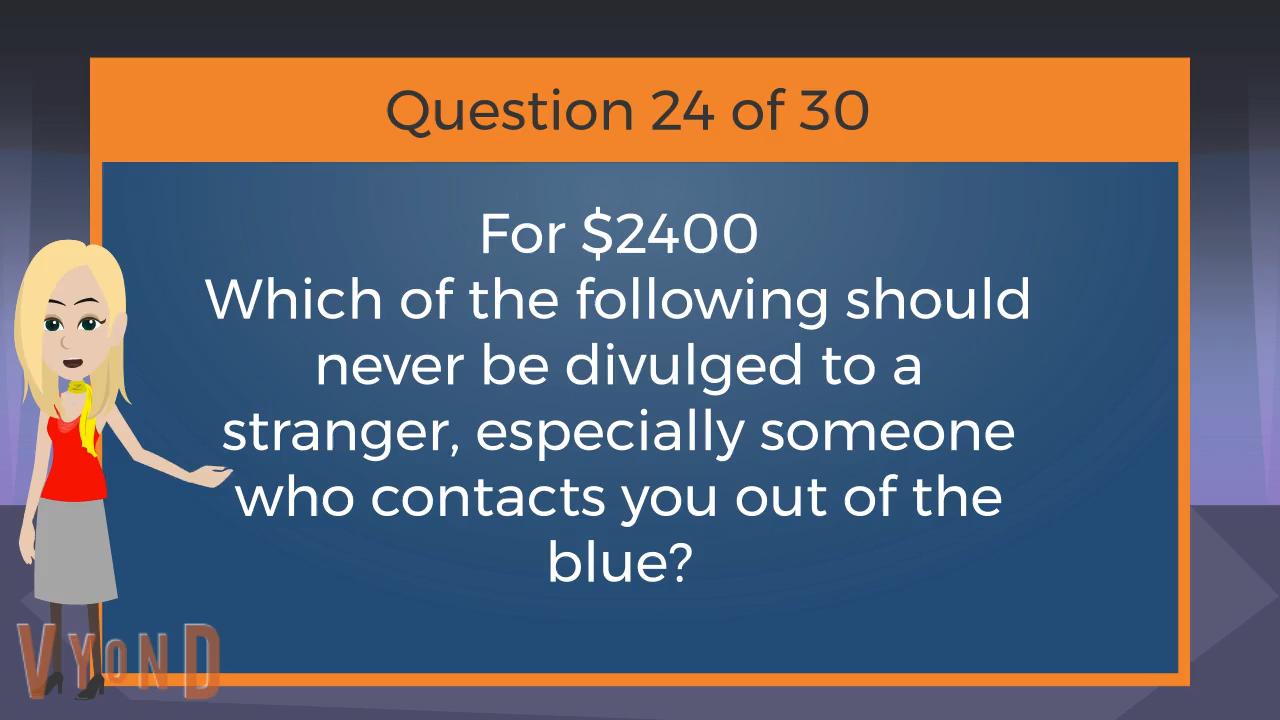 Question 24 of 30
For $2400
Which of the following should
never be divulged to a
stranger, especially someone
who contacts you out of the
blue?
VYOND